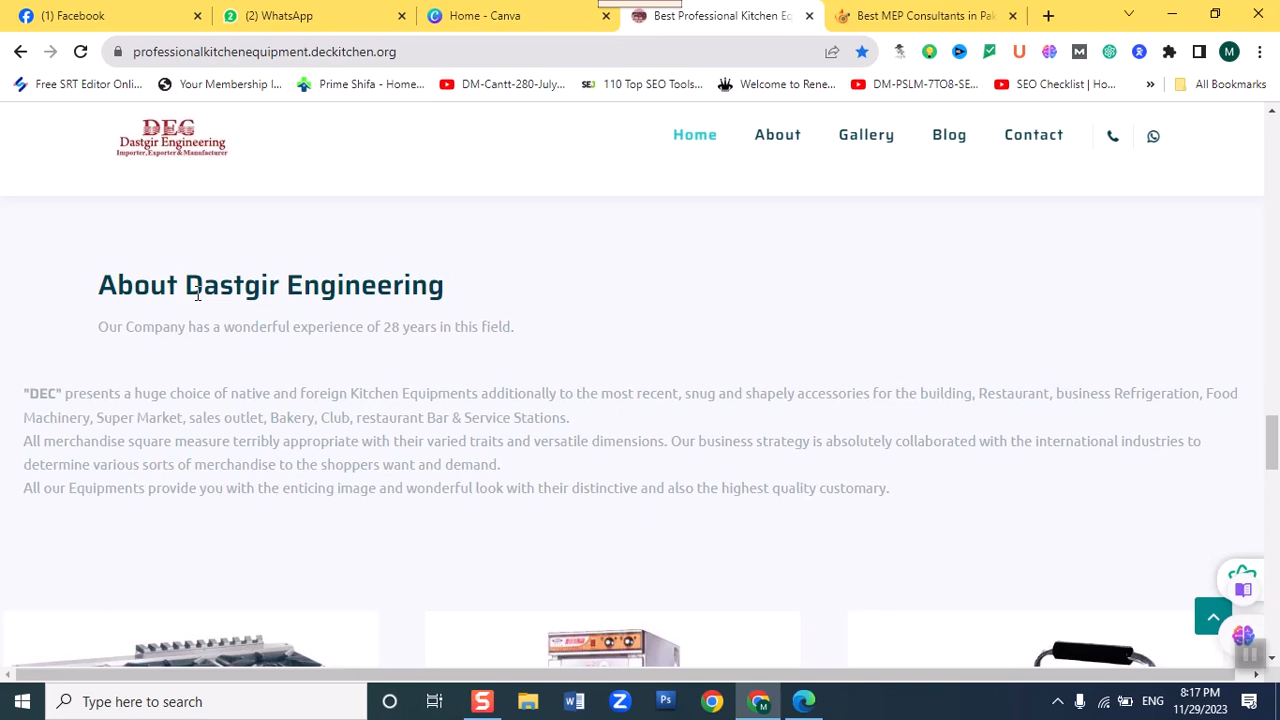 (1) Facebook
(2) WhatsApp
Home - Canva
Best Professional Kitchen Eq
Best MEP Consultants in Pak
professionalkitchenequipment.deckitchen.org
Free SRT Editor Onli...
Your Membership I...
Prime Shifa - Home...
DM-Cantt-280-July...
SEJ
110 Top SEO Tools...
Welcome to Rene...
DM-PSLM-7TO8-SE...
SEO Checklist | Ho...
All Bookmarks
DEC
Dastgir Engineering
Importer,Exporter&Manufacturer
Home
About
Gallery
Blog
Contact
About Dastgir Engineering
Our Company has a wonderful experience of 28 years in this field.
"DEC" presents a huge choice of native and foreign Kitchen Equipments additionally to the most recent, snug and shapely accessories for the building, Restaurant, business Refrigeration, Food
Machinery, Super Market, sales outlet, Bakery, Club, restaurant Bar & Service Stations.
All merchandise square measure terribly appropriate with their varied traits and versatile dimensions. Our business strategy is absolutely collaborated with the international industries to
determine various sorts of merchandise to the shoppers want and demand.
All our Equipments provide you with the enticing image and wonderful look with their distinctive and also the highest quality customary.
Type here to search
ENG
8:17 PM
11/29/2023